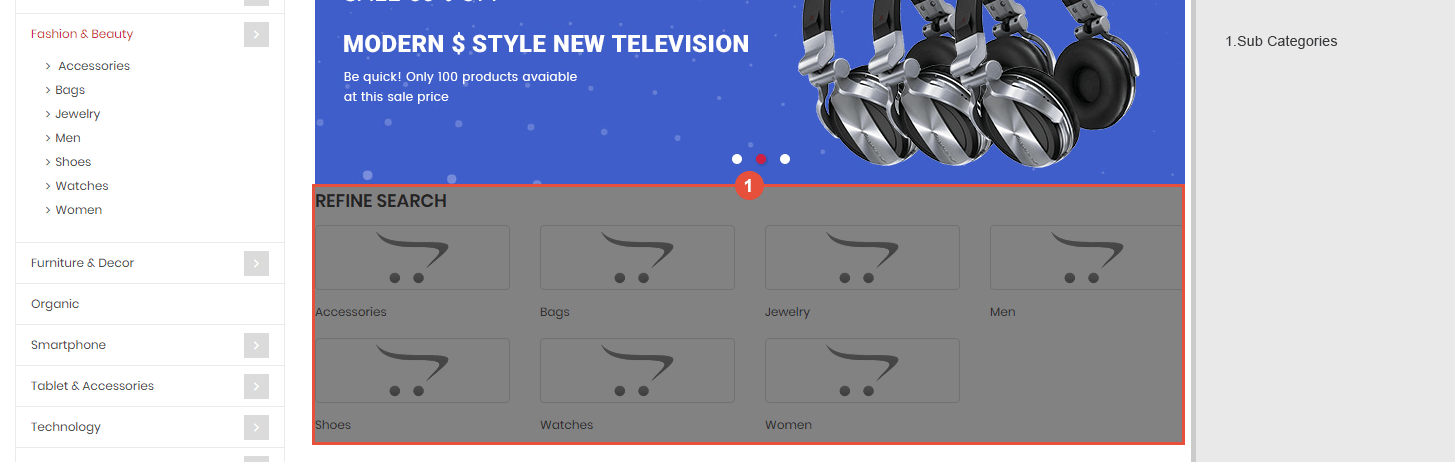 Fashion & Beauty
Accessories
Bags
Jewelry
Men
Shoes
Watches
Women
Furniture & Decor
Organic
Smartphone
Tablet & Accessories
Technology
MODERN $ STYLE NEW TELEVISION
Be quick! Only 100 products avaiable
at this sale price
1
REFINE SEARCH
Accessories
Bags
Jewelry
Men
Shoes
Watches
Women
1.Sub Categories